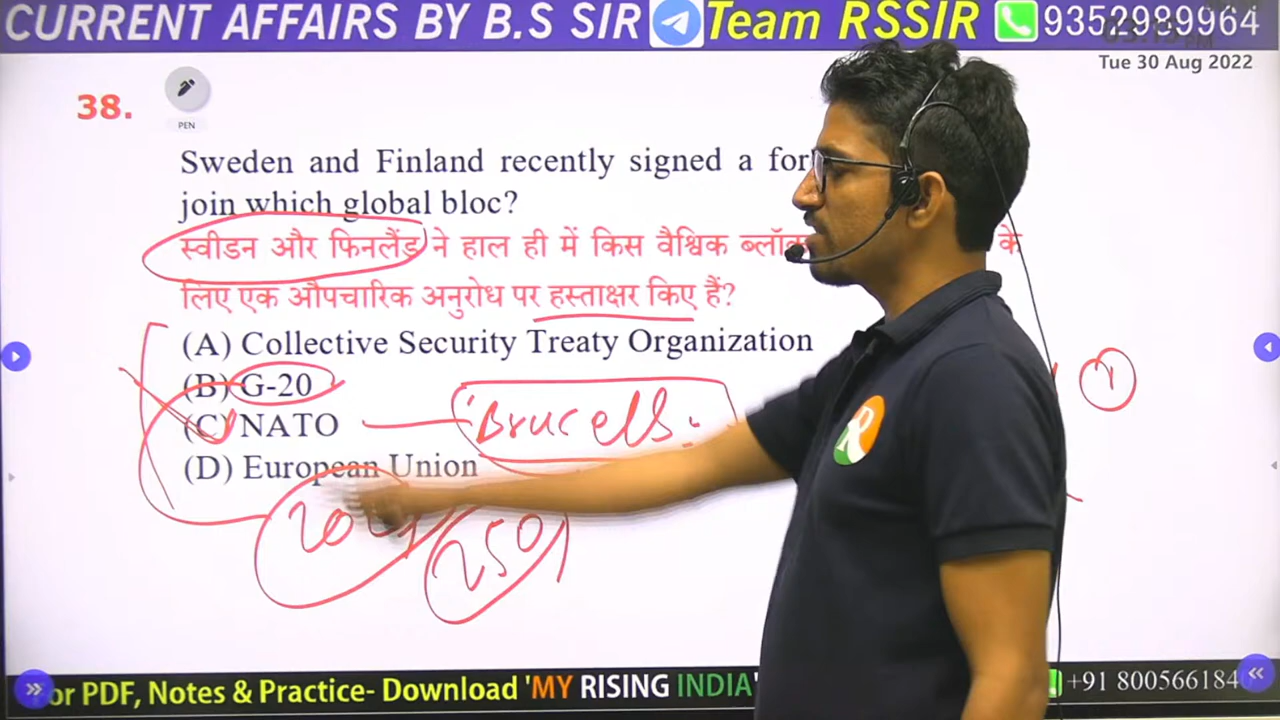 CURRENT AFFAIRS BY B.S SIR Team RSSIR 9352989964
Tue 30 Aug 2022
38.
PEN
Sweden and Finland recently signed a for
join which global bloc?
स्वीडन और फिनलैंड ने हाल ही में किस वैश्विक ब्लॉक के
लिए एक औपचारिक अनुरोध पर हस्ताक्षर किए हैं?
(A) Collective Security Treaty Organization
1
(B) G-20
(C) NATO Brucells.
(D) European Union
or PDF, Notes & Practice- Download 'MY RISING INDIA' +91 800566184